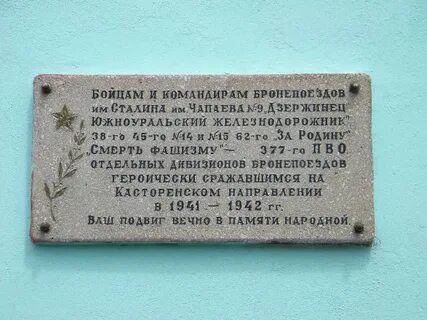 Бойцам и командирам бронепоездов
им Сталина им. Чапаева №9, Дзержинец
Южноуральский железнодорожник"
38-го 45-го №14 и №15 62-го „За Родину"
„Смерть фашизму" — 377-го ПВО
отдельных дивизионов бронепоездов
героически сражавшимся на
Касторенском направлении
в 1941 — 1942 гг.
Ваш подвиг вечно в памяти народной